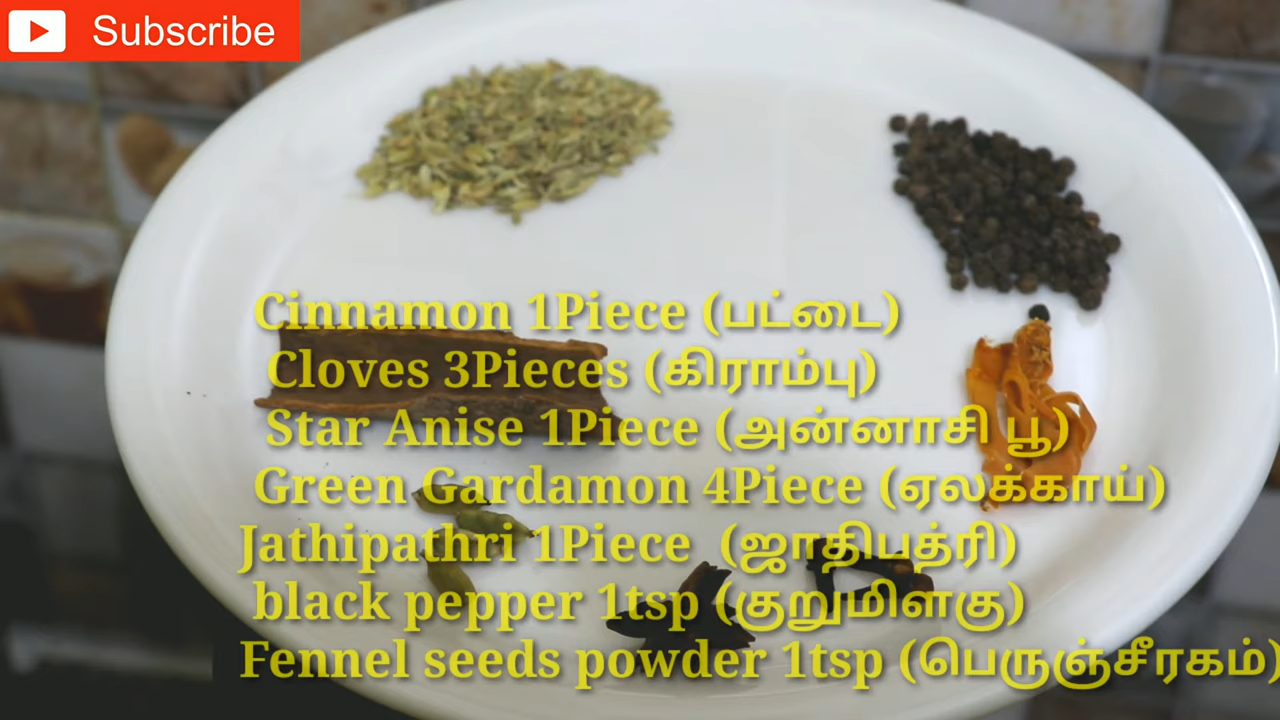 Subscribe
Cinnamon 1Piece (பட்டை)
Cloves 3Pieces (கிராம்பு)
Star Anise 1Piece (அன்னாசி பூ)
Green Gardamon 4Piece (ஏலக்காய்)
Jathipathri 1Piece (ஜாதிபத்ரி)
black pepper 1tsp (குறுமிளகு)
Fennel seeds powder 1tsp (பெருஞ்சீரகம்)